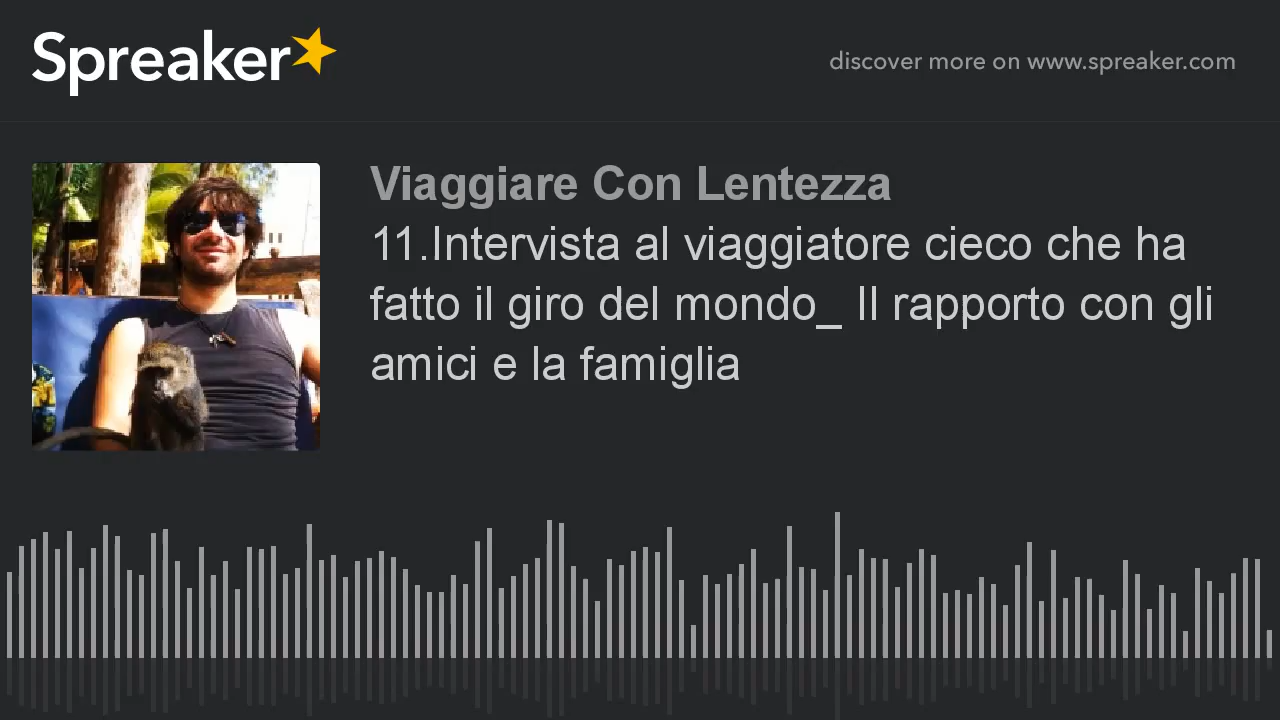 Spreaker
discover more on www.spreaker.com
Viaggiare Con Lentezza
11.Intervista al viaggiatore cieco che ha
fatto il giro del mondo_ Il rapporto con gli
amici e la famiglia